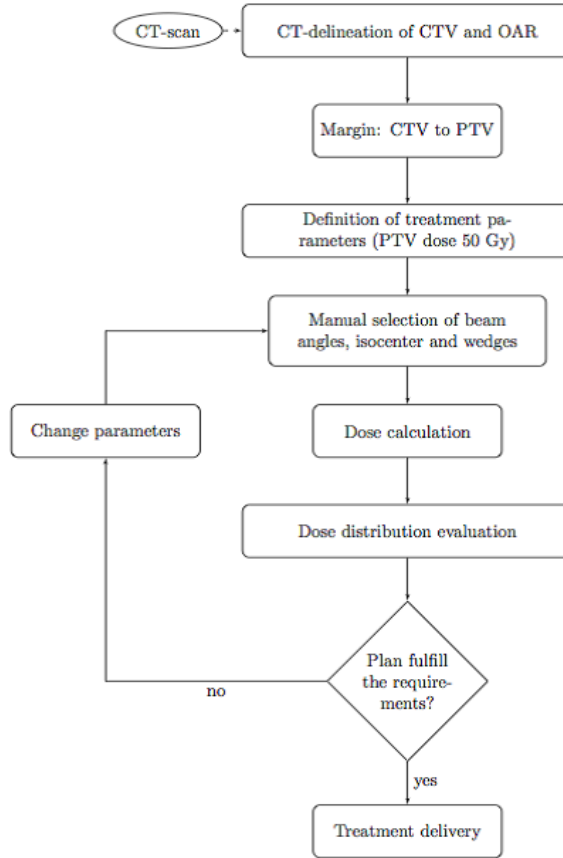 CT-scan
CT-delineation of CTV and OAR
Margin: CTV to PTV
Definition of treatment pa-
rameters (PTV dose 50 Gy)
Manual selection of beam
angles, isocenter and wedges
Change parameters
Dose calculation
Dose distribution evaluation
Plan fulfill
the require-
ments?
no
yes
Treatment delivery